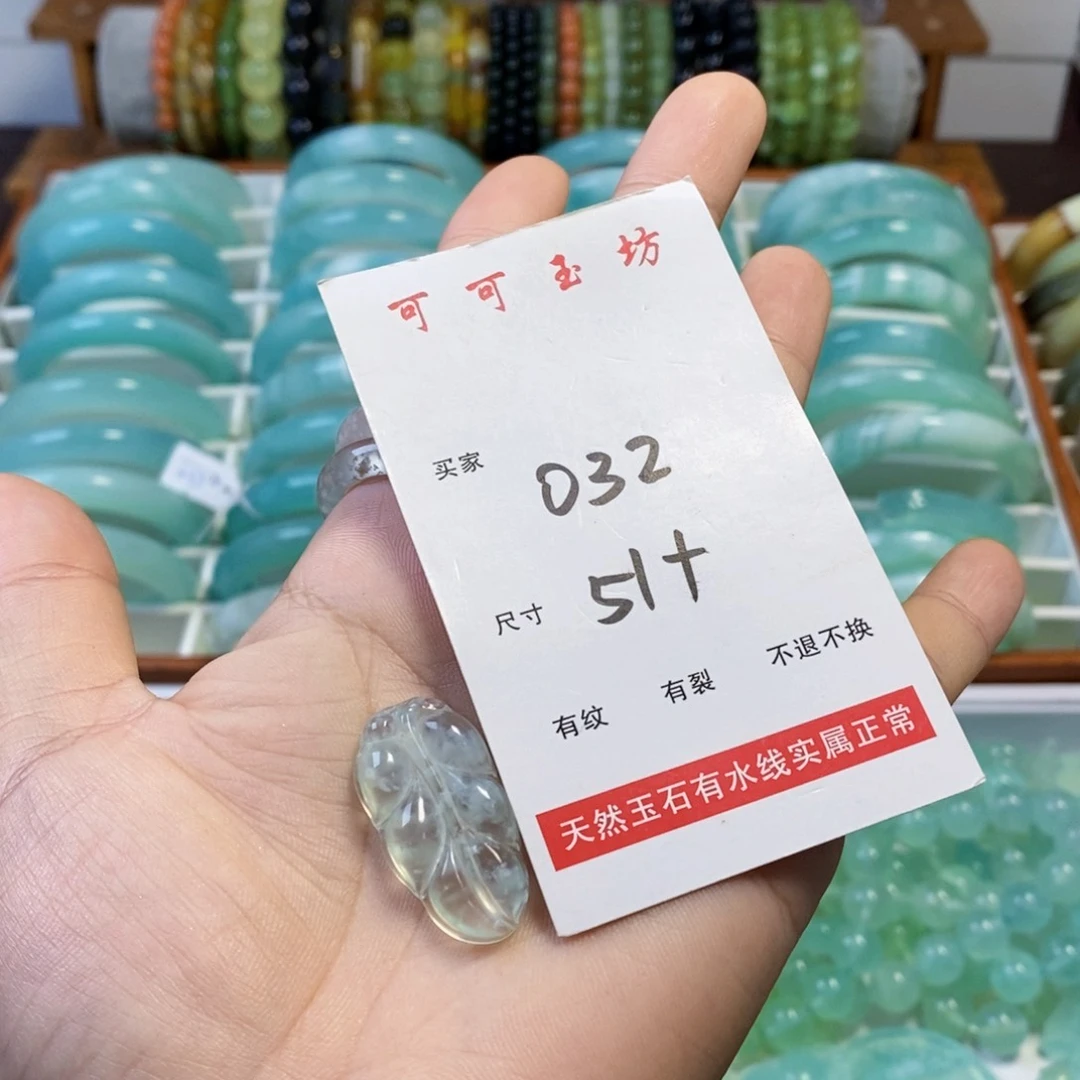 可可玉坊
买家 032
尺寸 51+
有纹 有裂 不退不换
天然玉石有水线实属正常